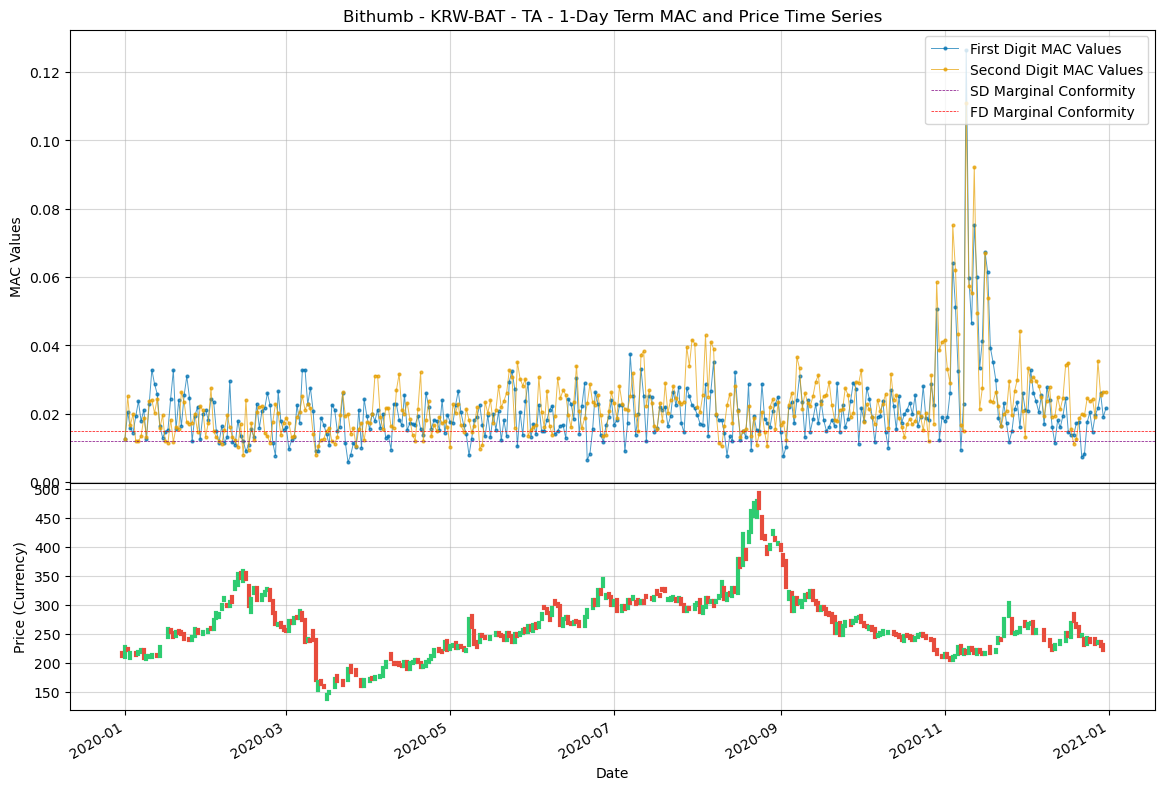 Bithumb - KRW-BAT - TA - 1-Day Term MAC and Price Time Series
First Digit MAC Values
Second Digit MAC Values
SD Marginal Conformity
FD Marginal Conformity
MAC Values
0.12
0.10
0.08
0.06
0.04
0.02
0.00
Price (Currency)
500
450
400
350
300
250
200
150
2020-01
2020-03
2020-05
2020-07
2020-09
2020-11
2021-01
Date